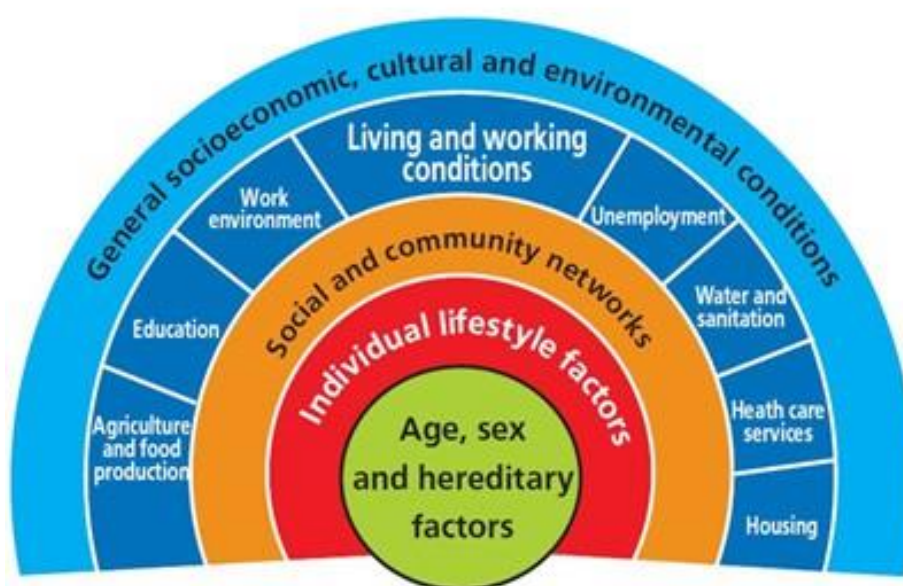 General socioeconomic, cultural and environmental conditions
Living and working
conditions
Work
environment
Unemployment
Education
Water and
sanitation
Agriculture
and food
production
Heath care
services
Housing
Social and community networks
Individual lifestyle factors
Age, sex
and hereditary
factors